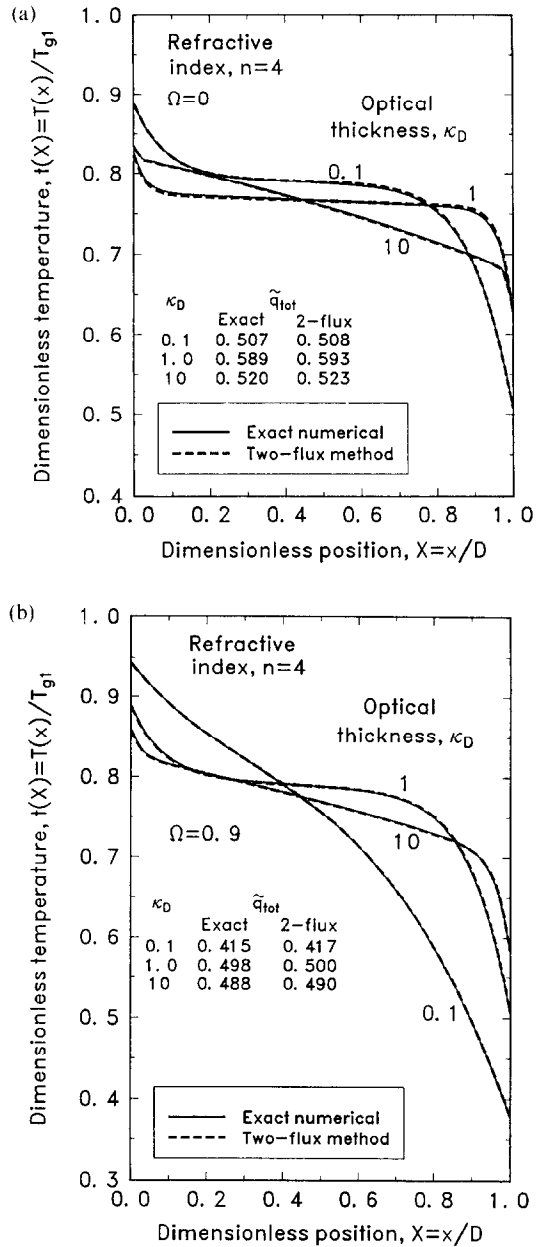 (a)
1.0
0.9
0.8
0.7
0.6
0.5
0.4
Dimensionless temperature, t(X)=T(x)/Tg1
Refractive
index, n=4
Ω=0
Optical
thickness, κD
0.1
1
10
κD q̃tot
Exact 2-flux
0.1 0.507 0.508
1.0 0.589 0.593
10 0.520 0.523
Exact numerical
Two-flux method
0.0 0.2 0.4 0.6 0.8 1.0
Dimensionless position, X=x/D
(b)
1.0
0.9
0.8
0.7
0.6
0.5
0.4
0.3
Dimensionless temperature, t(X)=T(x)/Tg1
Refractive
index, n=4
Optical
thickness, κD
1
10
Ω=0.9
0.1
κD q̃tot
Exact 2-flux
0.1 0.415 0.417
1.0 0.498 0.500
10 0.488 0.490
Exact numerical
Two-flux method
0.0 0.2 0.4 0.6 0.8 1.0
Dimensionless position, X=x/D